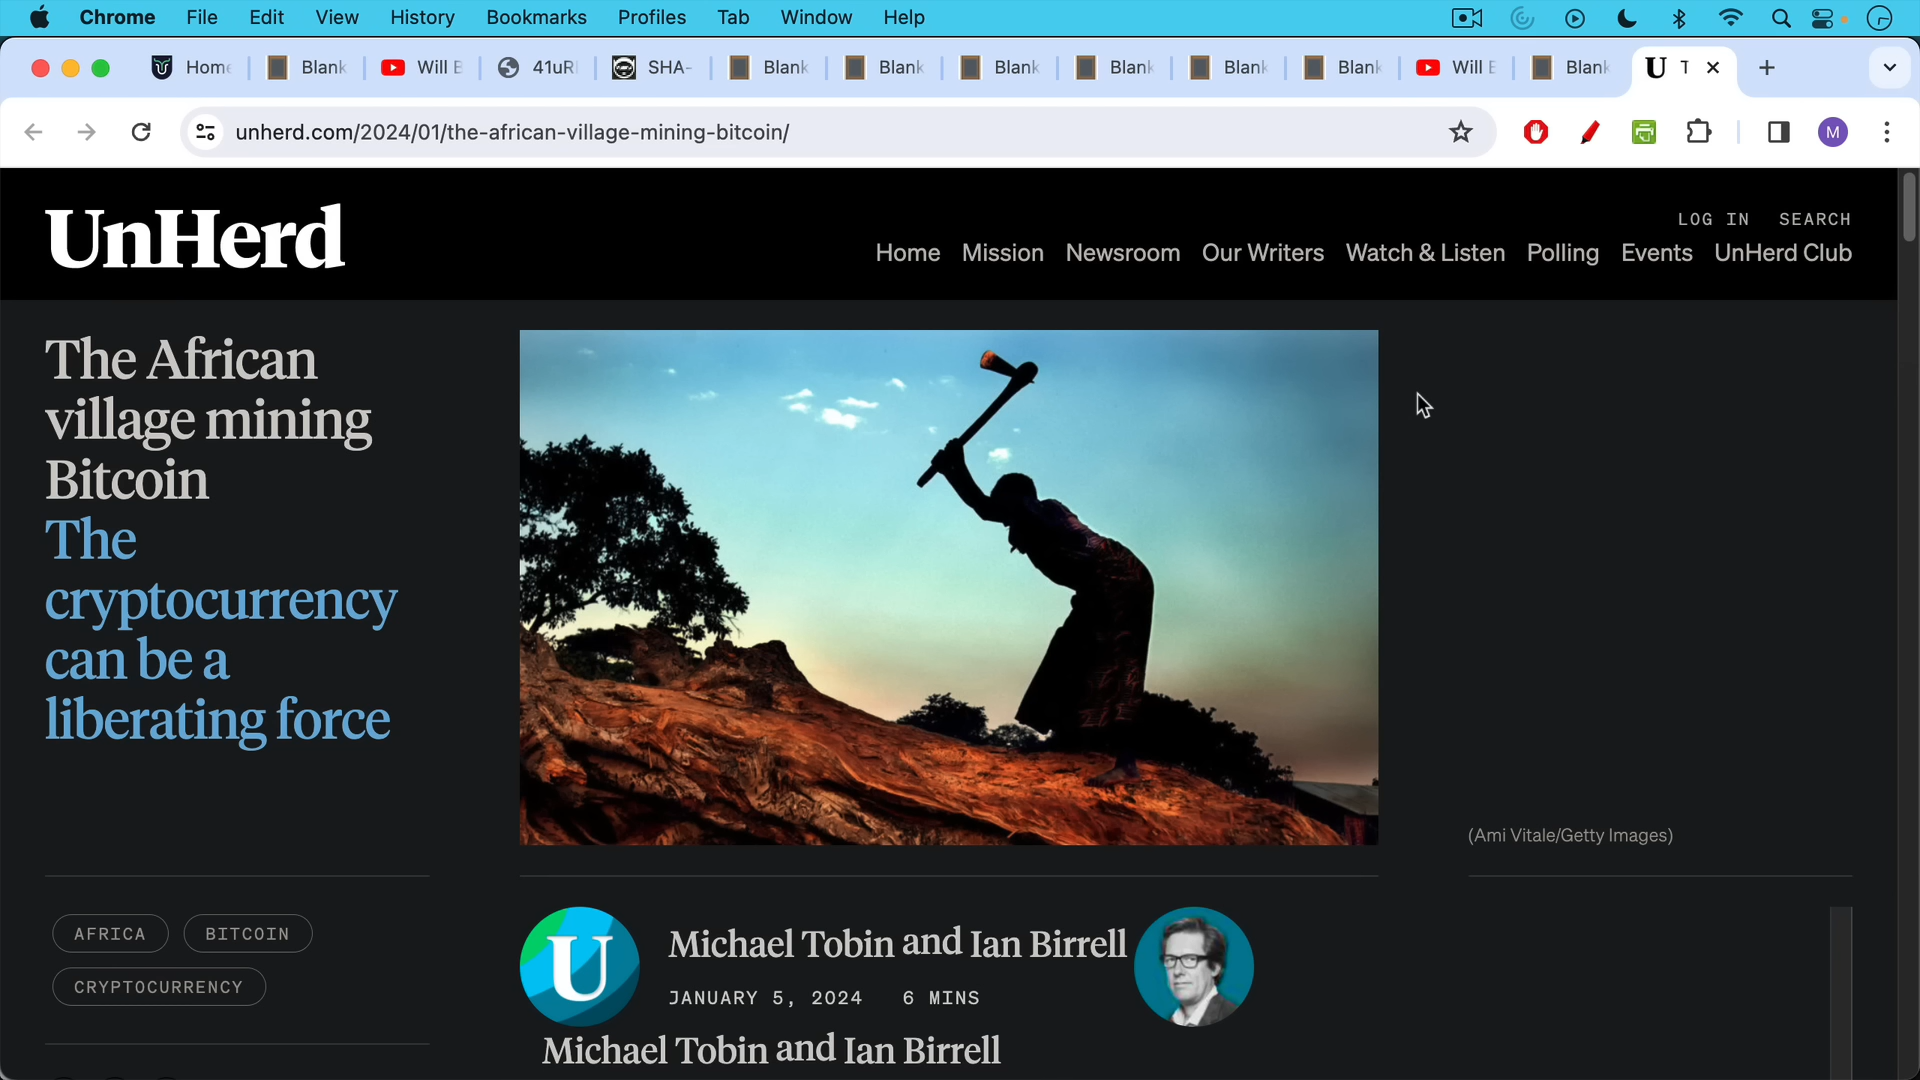 Chrome File Edit View History Bookmarks Profiles Tab Window Help
Home Blank Will E 41uR SHA- Blank Blank Blank Blank Blank Blank Will E Blank T
unherd.com/2024/01/the-african-village-mining-bitcoin/
M
UnHerd
LOG IN SEARCH
Home Mission Newsroom Our Writers Watch & Listen Polling Events UnHerd Club
The African
village mining
Bitcoin
The
cryptocurrency
can be a
liberating force
(Ami Vitale/Getty Images)
AFRICA BITCOIN
CRYPTOCURRENCY
U
Michael Tobin and Ian Birrell
JANUARY 5, 2024 6 MINS
Michael Tobin and Ian Birrell